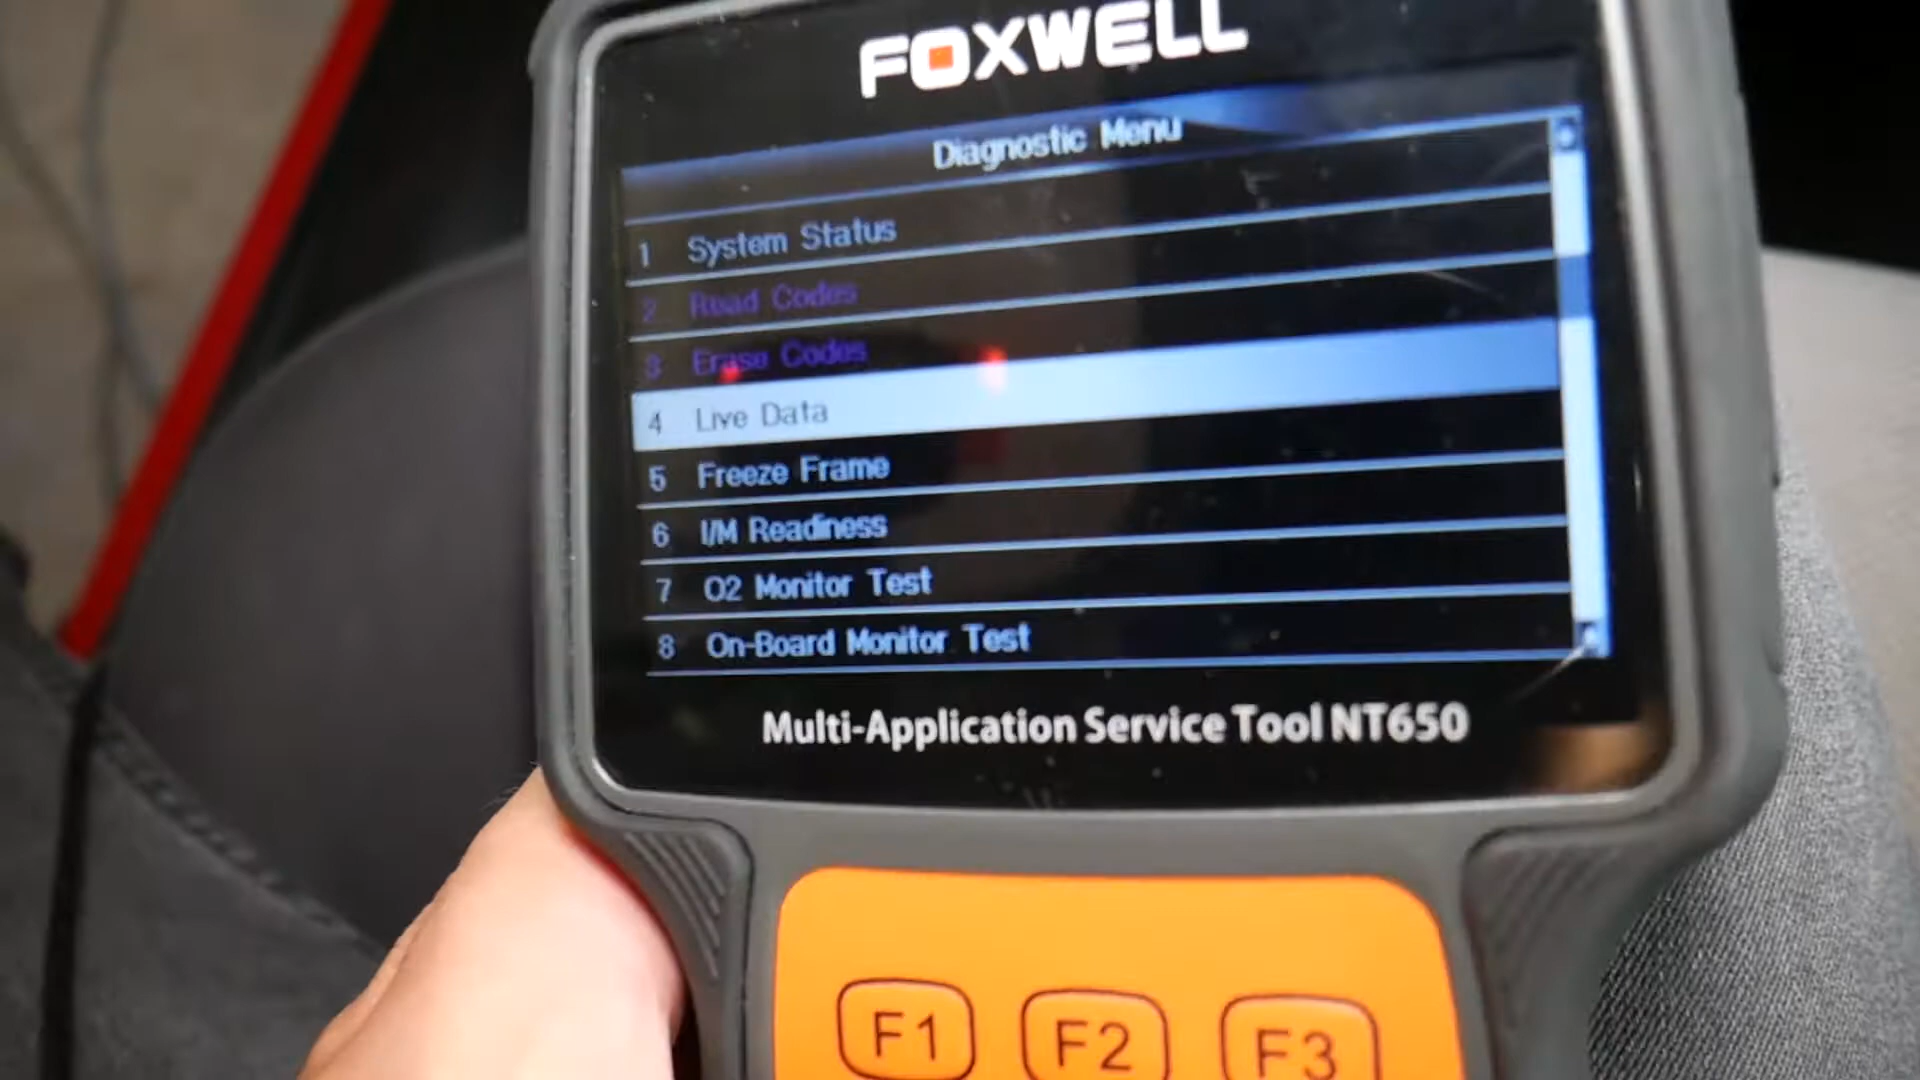 FOXWELL
Diagnostic Menu
1 System Status
2 Read Codes
3 Erase Codes
4 Live Data
5 Freeze Frame
6 I/M Readiness
7 O2 Monitor Test
8 On-Board Monitor Test
Multi-Application Service Tool NT650
F1 F2 F3